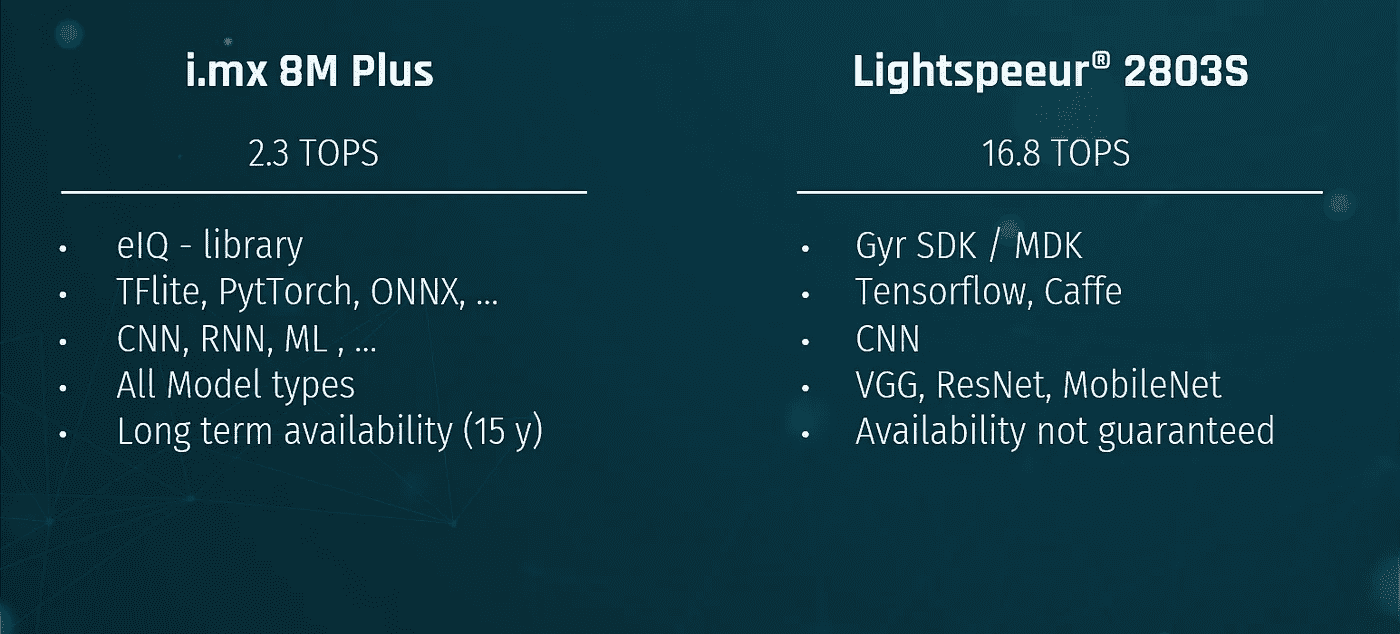 i.mx 8M Plus
2.3 TOPS
• eIQ - library
• TFlite, PytTorch, ONNX, ...
• CNN, RNN, ML , ...
• All Model types
• Long term availability (15 y)
Lightspeeur® 2803S
16.8 TOPS
• Gyr SDK / MDK
• Tensorflow, Caffe
• CNN
• VGG, ResNet, MobileNet
• Availability not guaranteed